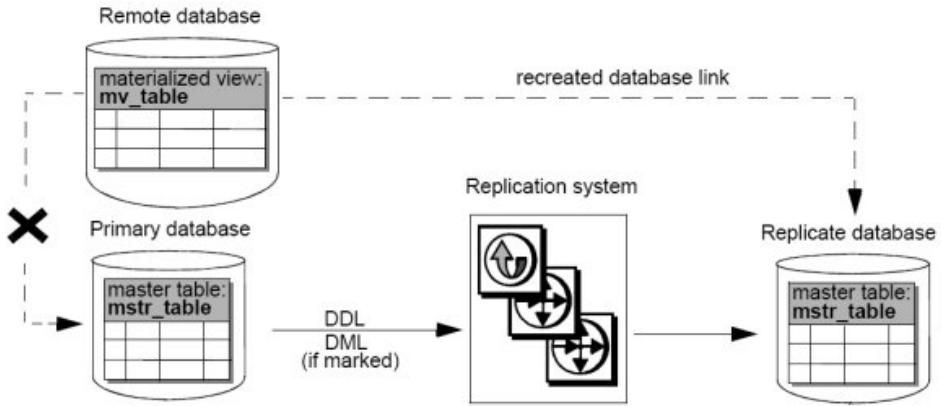 Remote database
materialized view:
mv_table
recreated database link
Replication system
Primary database
Replicate database
master table:
mstr_table
DDL
DML
(if marked)
master table:
mstr_table